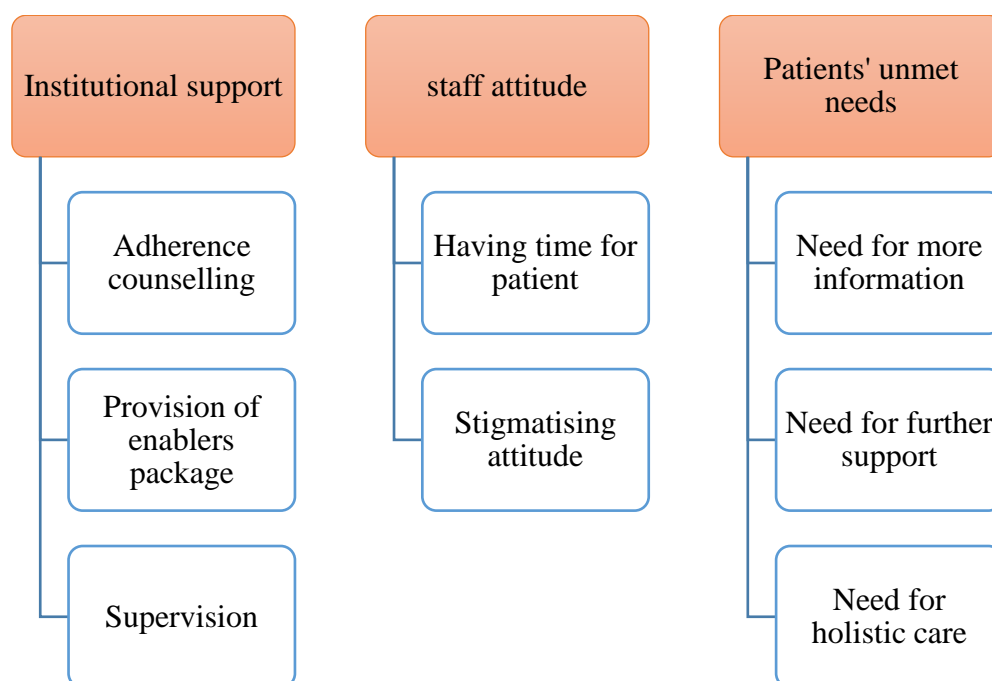 Institutional support
Adherence
counselling
Provision of
enablers
package
Supervision
staff attitude
Having time for
patient
Stigmatising
attitude
Patients' unmet
needs
Need for more
information
Need for further
support
Need for
holistic care